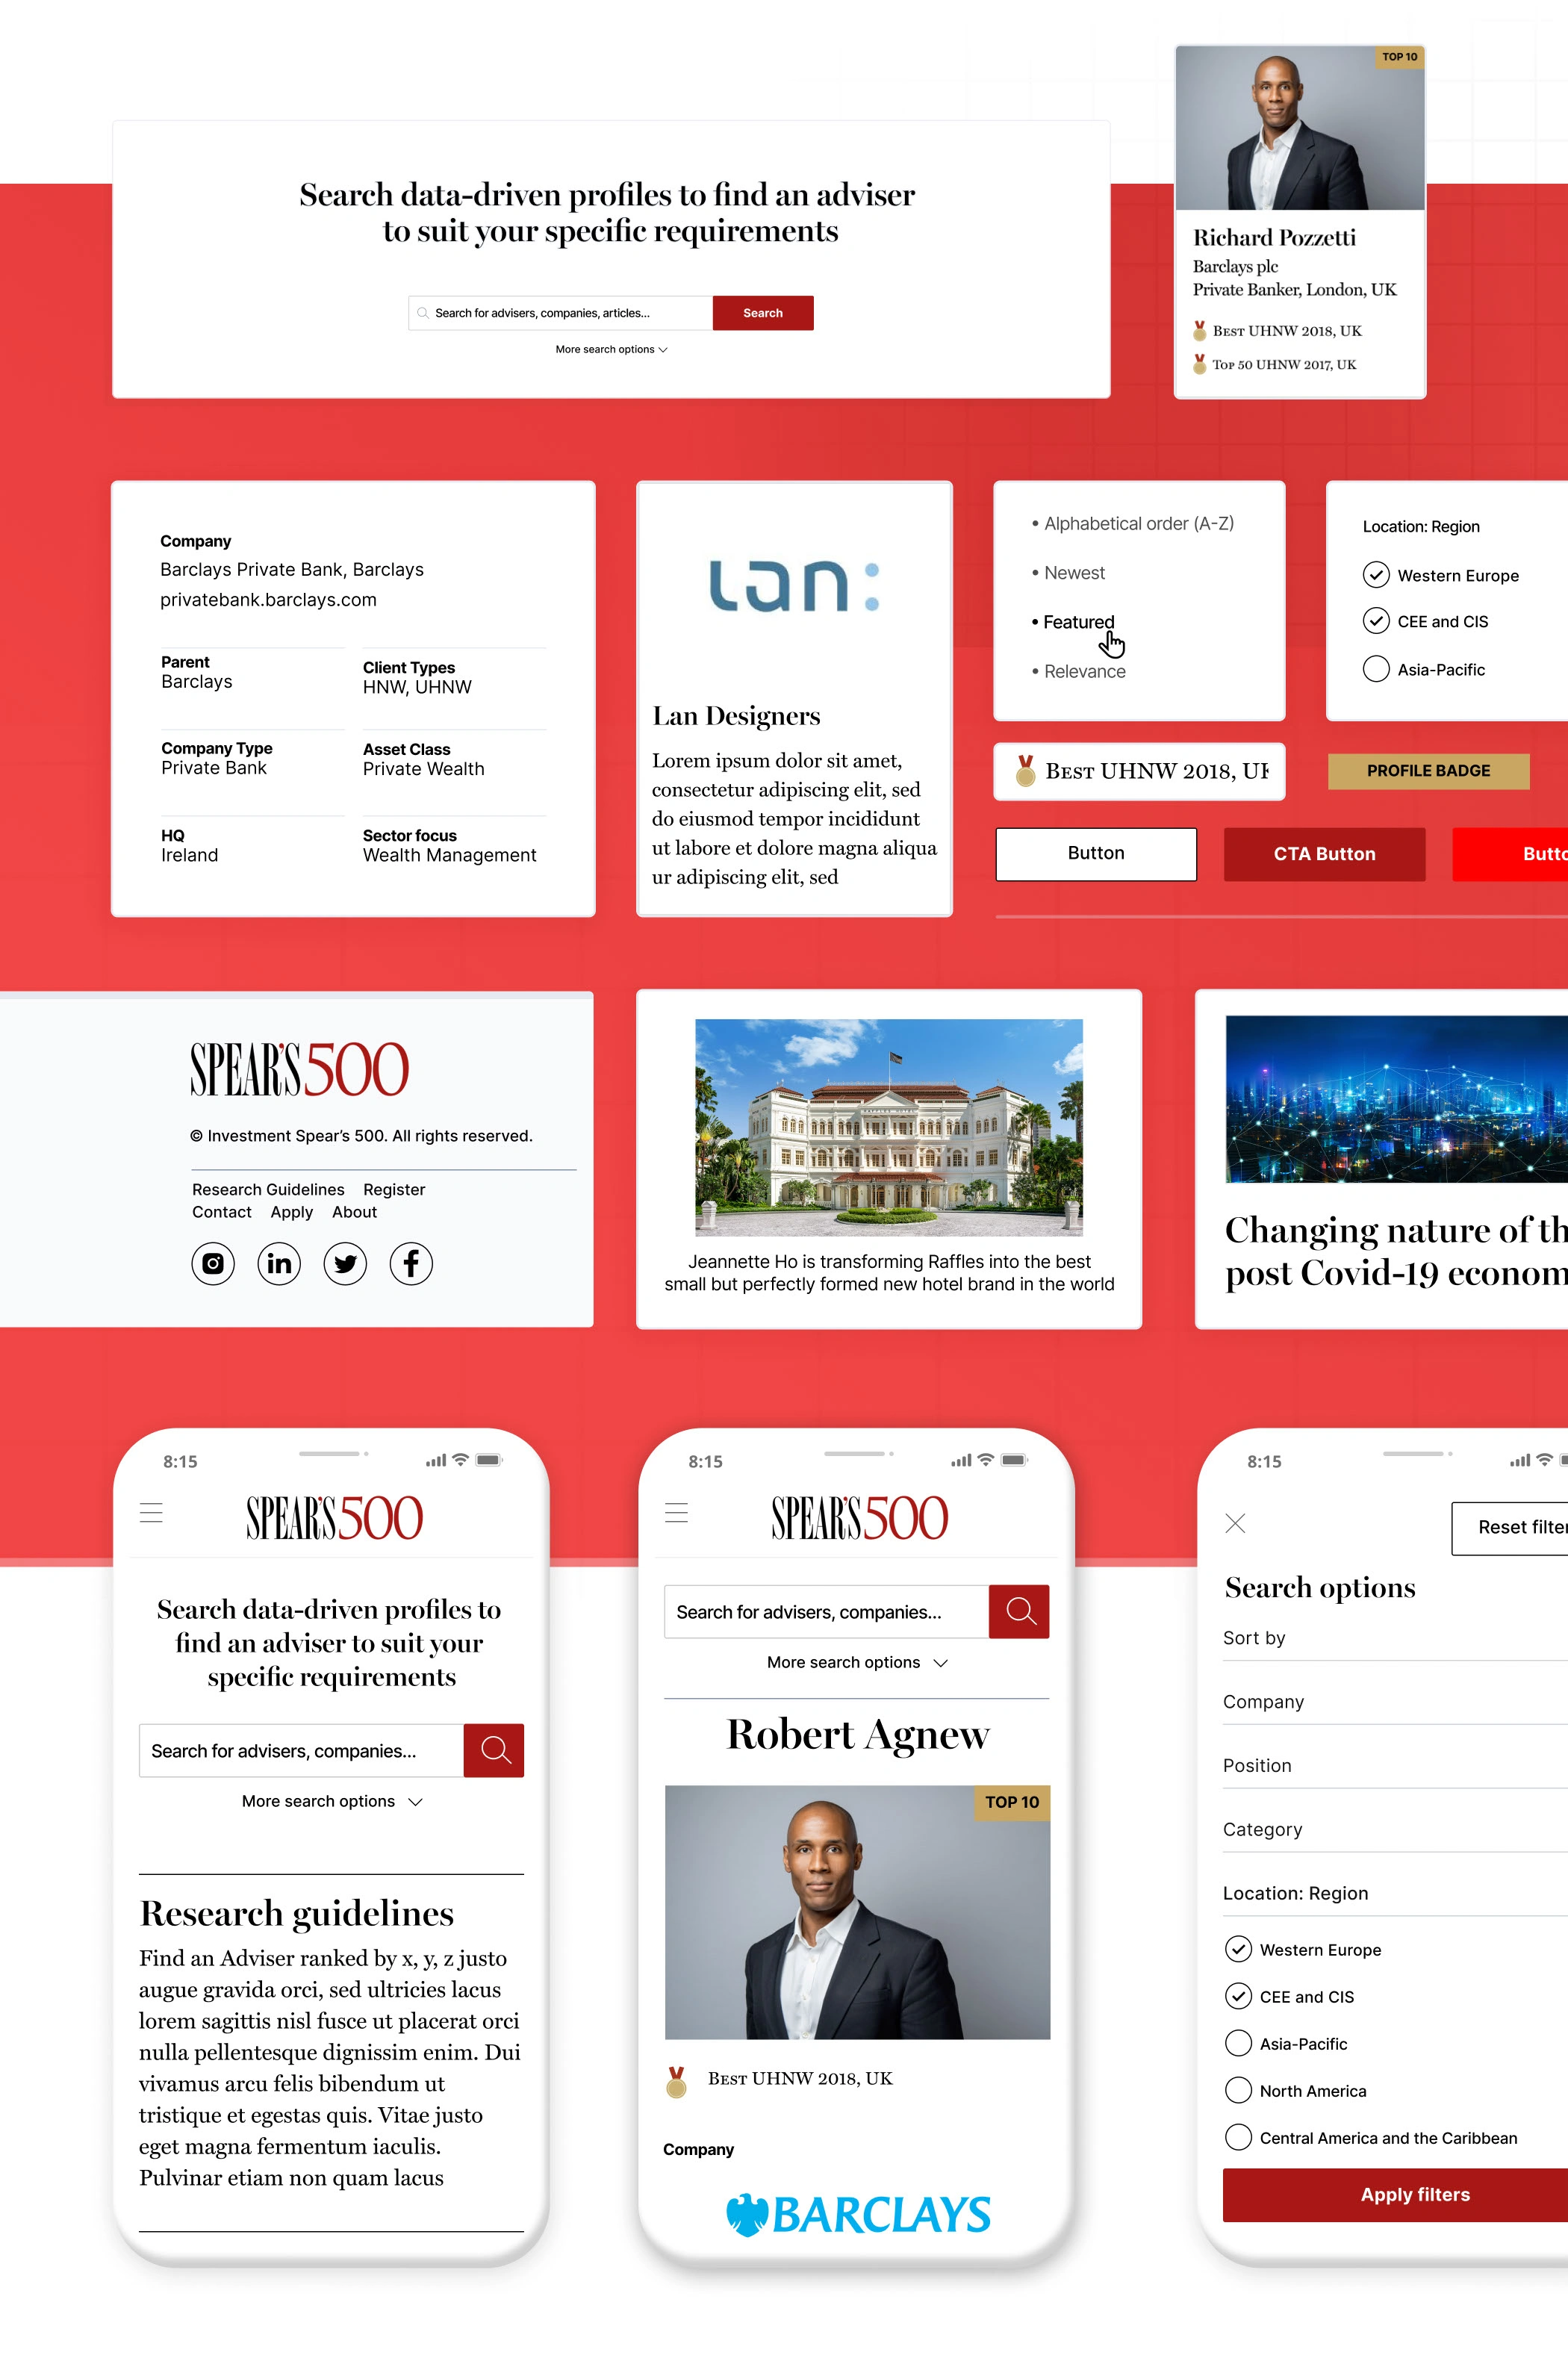 Search data-driven profiles to find an adviser
to suit your specific requirements
Search for advisers, companies, articles...
Search
More search options
TOP 10
Richard Pozzetti
Barclays plc
Private Banker, London, UK
Best UHNW 2018, UK
Top 50 UHNW 2017, UK
Company
Barclays Private Bank, Barclays
privatebank.barclays.com
Parent
Barclays
Client Types
HNW, UHNW
Company Type
Private Bank
Asset Class
Private Wealth
HQ
Ireland
Sector focus
Wealth Management
Lan:
Lan Designers
Lorem ipsum dolor sit amet,
consectetur adipiscing elit, sed
do eiusmod tempor incididunt
ut labore et dolore magna aliqua
ur adipiscing elit, sed
• Alphabetical order (A-Z)
• Newest
• Featured
• Relevance
Location: Region
Western Europe
CEE and CIS
Asia-Pacific
Best UHNW 2018,
PROFILE BADGE
Button
CTA Button
SPEAR'S 500
© Investment Spear's 500. All rights reserved.
Research Guidelines Register
Contact Apply About
Jeannette Ho is transforming Raffles into the best
small but perfectly formed new hotel brand in the world
Changing nature of
post Covid-19
8:15
SPEAR'S 500
Search data-driven profiles to
find an adviser to suit your
specific requirements
Search for advisers, companies...
More search options
Research guidelines
Find an Adviser ranked by x, y, z justo
augue gravida orci, sed ultricies lacus
lorem sagittis nisl fusce ut placerat orci
nulla pellentesque dignissim enim. Dui
vivamus arcu felis bibendum ut
tristique et egestas quis. Vitae justo
eget magna fermentum iaculis.
Pulvinar etiam non quam lacus
8:15
SPEAR'S 500
Search for advisers, companies...
More search options
Robert Agnew
TOP 10
Best UHNW 2018, UK
Company
BARCLAYS
8:15
Reset
Search options
Sort by
Company
Position
Category
Location: Region
Western Europe
CEE and CIS
Asia-Pacific
North America
Central America and the Caribbean
Apply filters